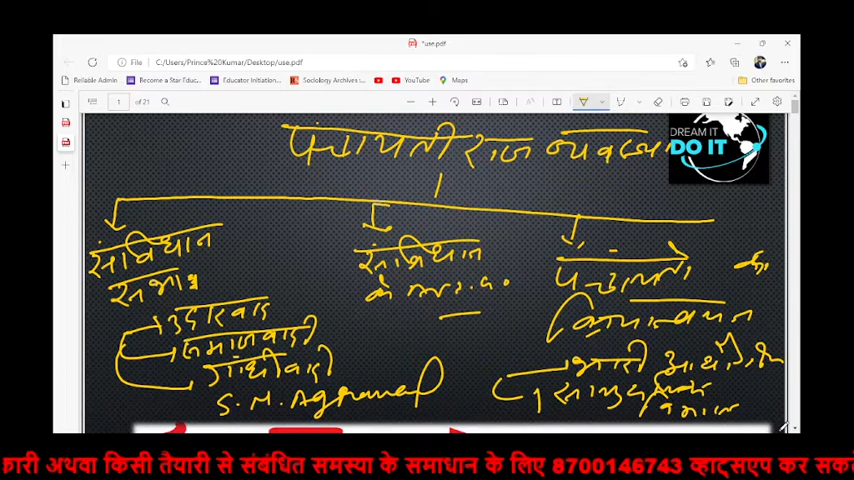 *use.pdf
File C:/Users/Prince%20Kumar/Desktop/use.pdf
Reliable Admin Become a Star Educ... Educator Initiation... Sociology Archives :... YouTube Maps Other favorites
1 of 21
पंचायती राज व्यवस्था
DREAM IT
DO IT
संविधान
सभा
संविधान
के
पंचायतों
उदारवाद
क्रियान्वयन
समाजवादी
गांधीवादी
S. N. Agrawal
कारी अथवा किसी तैयारी से संबंधित समस्या के समाधान के लिए 8700146743 व्हाट्सएप कर सकते